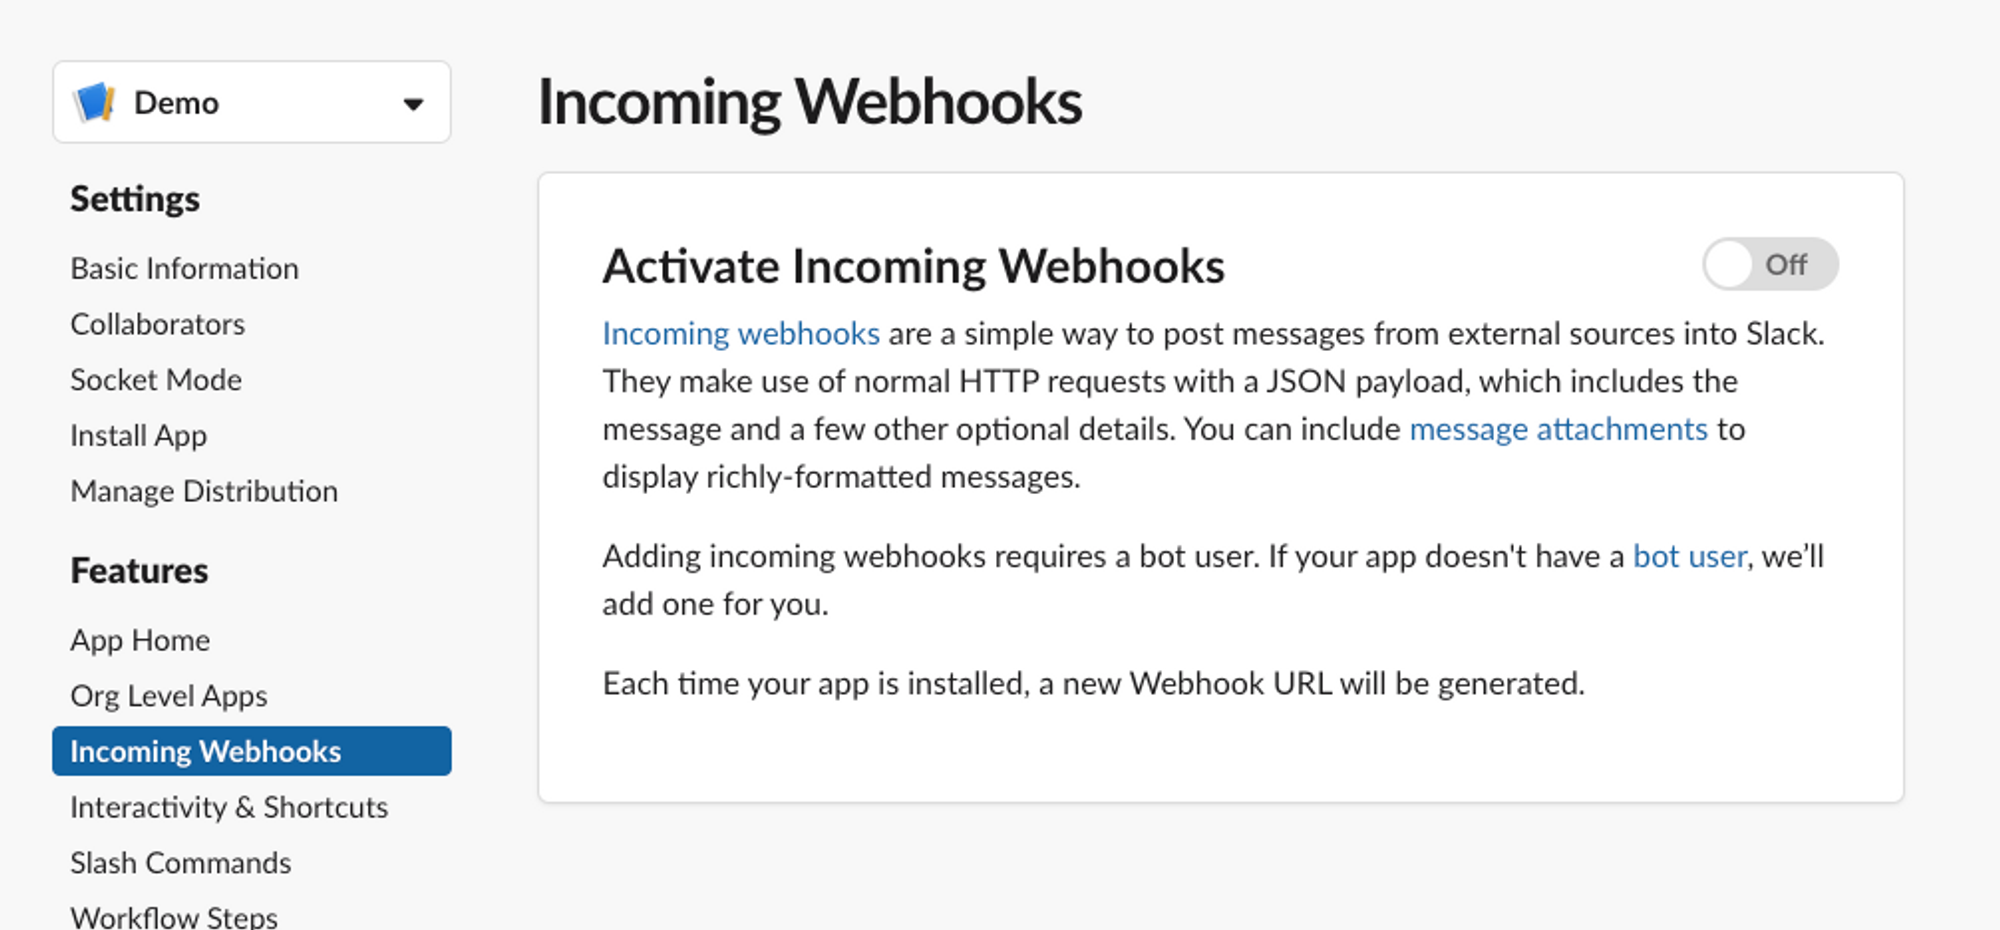 Demo
Settings
Basic Information
Collaborators
Socket Mode
Install App
Manage Distribution
Features
App Home
Org Level Apps
Incoming Webhooks
Interactivity & Shortcuts
Slash Commands
Workflow Steps
Incoming Webhooks
Activate Incoming Webhooks
Off
Incoming webhooks are a simple way to post messages from external sources into Slack.
They make use of normal HTTP requests with a JSON payload, which includes the
message and a few other optional details. You can include message attachments to
display richly-formatted messages.
Adding incoming webhooks requires a bot user. If your app doesn't have a bot user, we’ll
add one for you.
Each time your app is installed, a new Webhook URL will be generated.